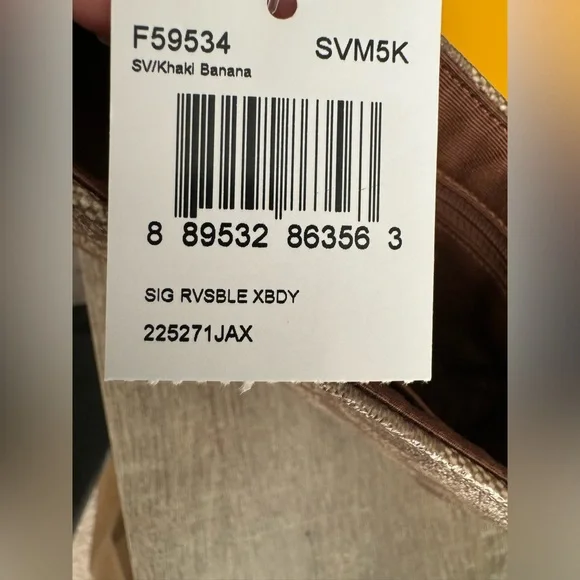 F59534 SVM5K
SV/Khaki Banana
8 89532 86356 3
SIG RVSBLE XBDY
225271JAX